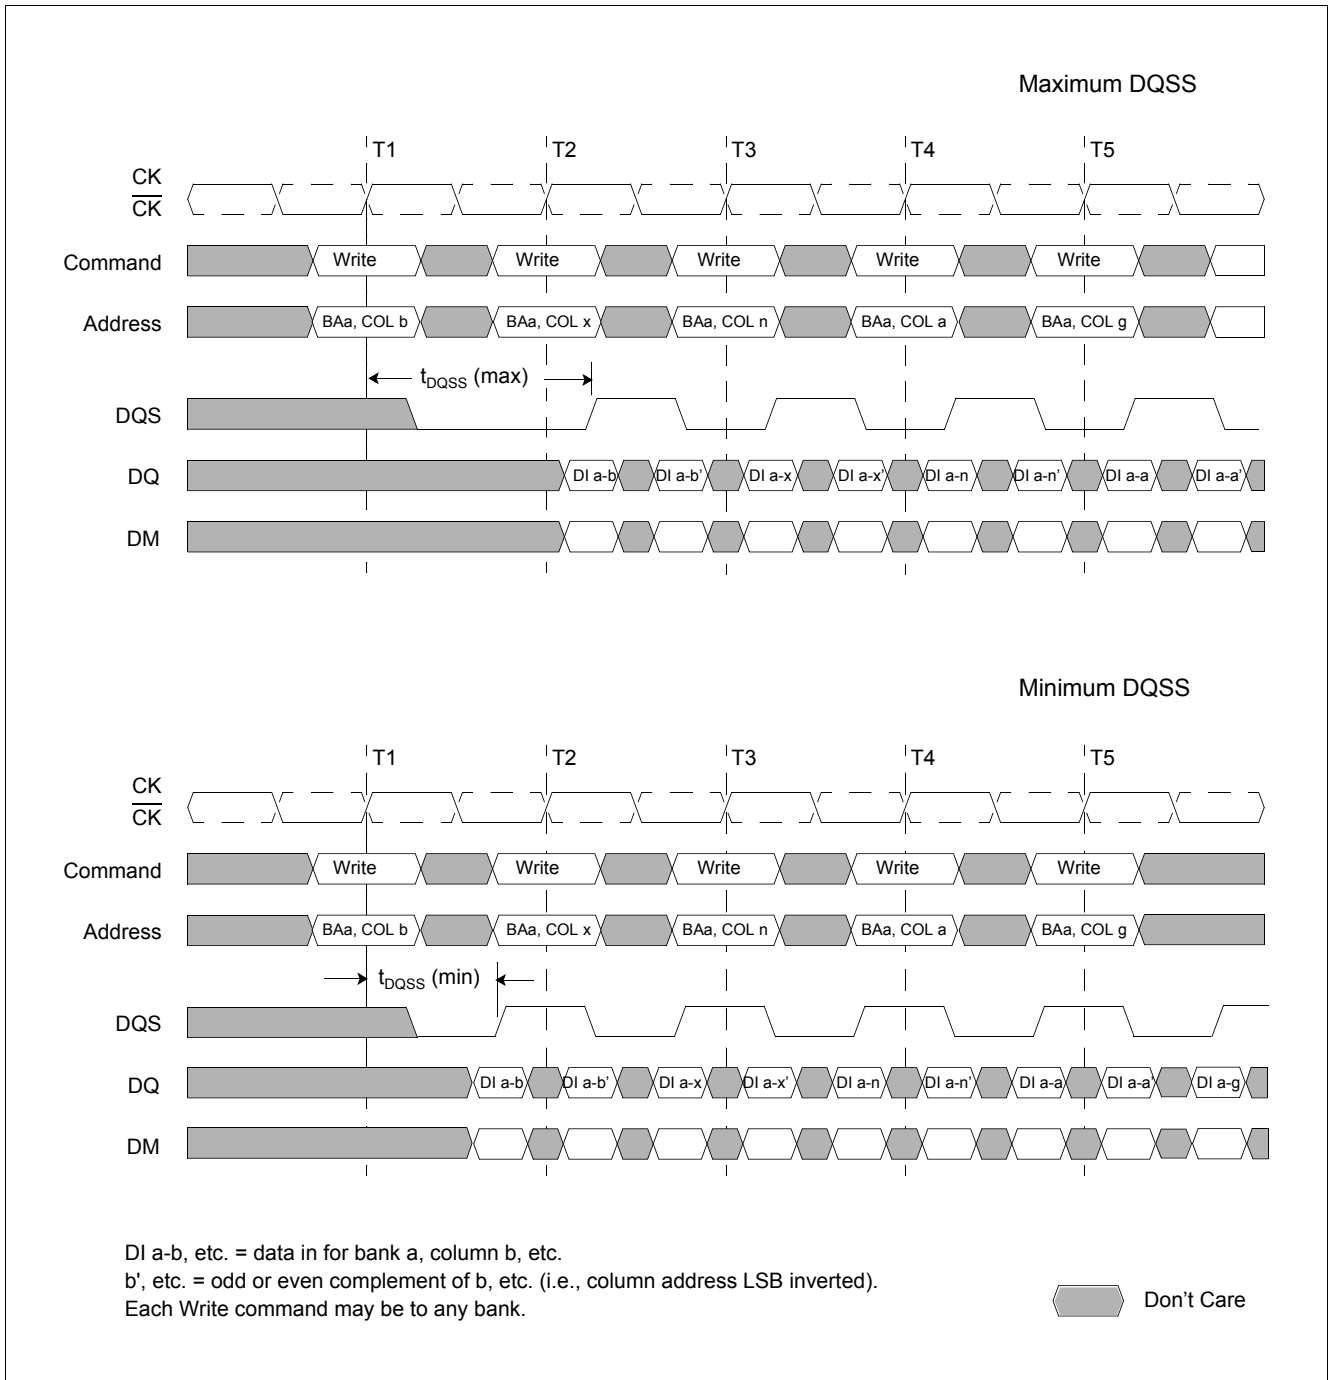 Maximum DQSS
T1 T2 T3 T4 T5
CK
CK
Command Write Write Write Write Write
Address BAa, COL b BAa, COL x BAa, COL n BAa, COL a BAa, COL g
tDQSS (max)
DQS
DQ DI a-b DI a-b' DI a-x DI a-x' DI a-n DI a-n' DI a-a DI a-a'
DM
Minimum DQSS
T1 T2 T3 T4 T5
CK
CK
Command Write Write Write Write Write
Address BAa, COL b BAa, COL x BAa, COL n BAa, COL a BAa, COL g
tDQSS (min)
DQS
DQ DI a-b DI a-b' DI a-x DI a-x' DI a-n DI a-n' DI a-a DI a-a' DI a-g
DM
DI a-b, etc. = data in for bank a, column b, etc.
b', etc. = odd or even complement of b, etc. (i.e., column address LSB inverted).
Each Write command may be to any bank.
Don't Care